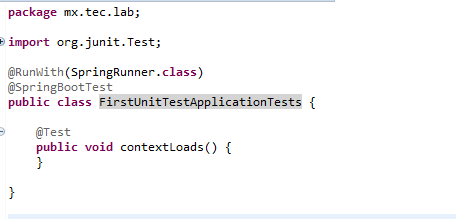 package mx.tec.lab;
import org.junit.Test;
@RunWith(SpringRunner.class)
@SpringBootTest
public class FirstUnitTestApplicationTests {
@Test
public void contextLoads() {
}
}